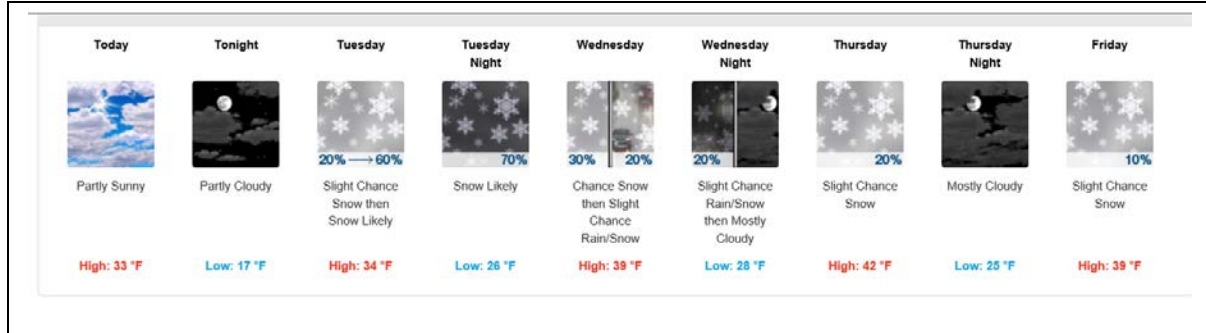 Today
Tonight
Tuesday
Tuesday
Night
Wednesday
Wednesday
Night
Thursday
Thursday
Night
Friday
20% → 60%
70%
30% 20%
20%
20%
10%
Partly Sunny
Partly Cloudy
Slight Chance
Snow then
Snow Likely
Snow Likely
Chance Snow
then Slight
Chance
Rain/Snow
Slight Chance
Rain/Snow
then Mostly
Cloudy
Slight Chance
Snow
Mostly Cloudy
Slight Chance
Snow
High: 33 °F
Low: 17 °F
High: 34 °F
Low: 26 °F
High: 39 °F
Low: 28 °F
High: 42 °F
Low: 25 °F
High: 39 °F